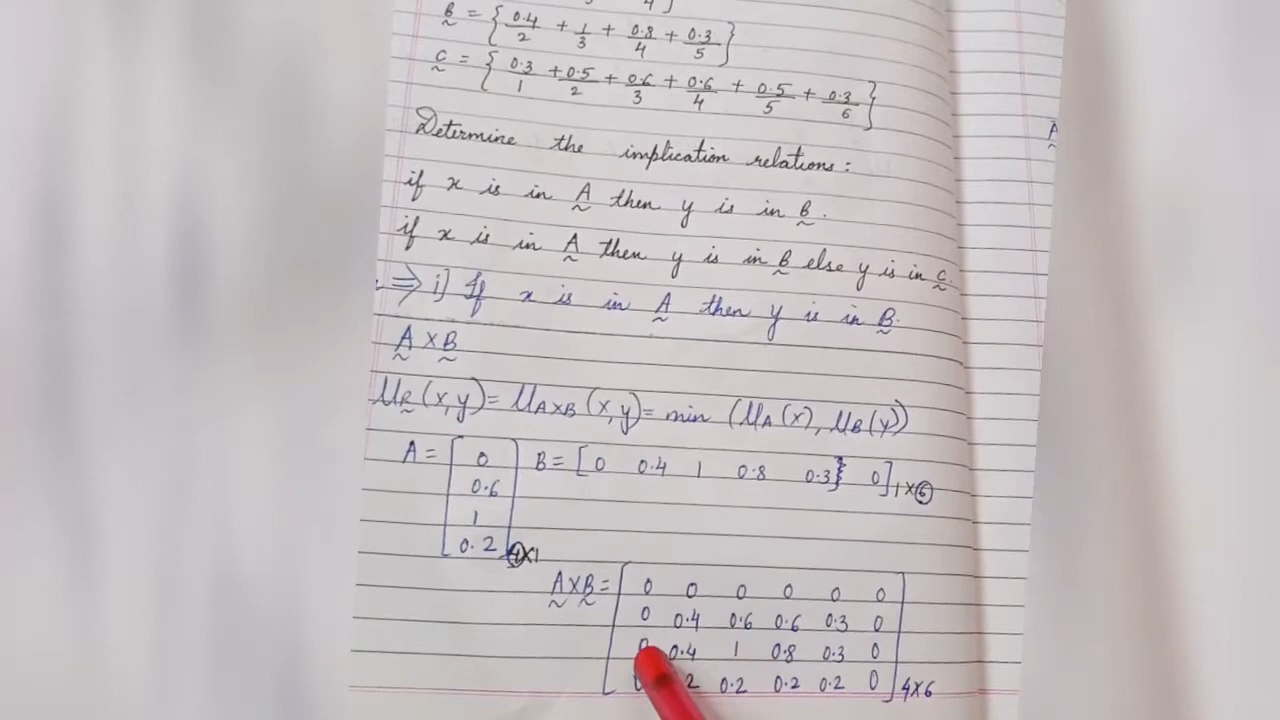 4}
B = {0.4/2 + 1/3 + 0.8/4 + 0.3/5}
C = {0.3/1 + 0.5/2 + 0.6/3 + 0.6/4 + 0.5/5 + 0.3/6}
Determine the implication relations:
if x is in A then y is in B.
if x is in A then y is in B else y is in C.
⇒ i] If x is in A then y is in B.
A × B
μR (x,y) = μA×B (x,y) = min (μA(x), μB(y))
A = [0 B = [0 0.4 1 0.8 0.3} 0] 1×6
0.6
1
0.2] 4×1
A×B = [0 0 0 0 0 0
0 0.4 0.6 0.6 0.3 0
0.4 1 0.8 0.3 0
2 0.2 0.2 0.2 0] 4×6
A